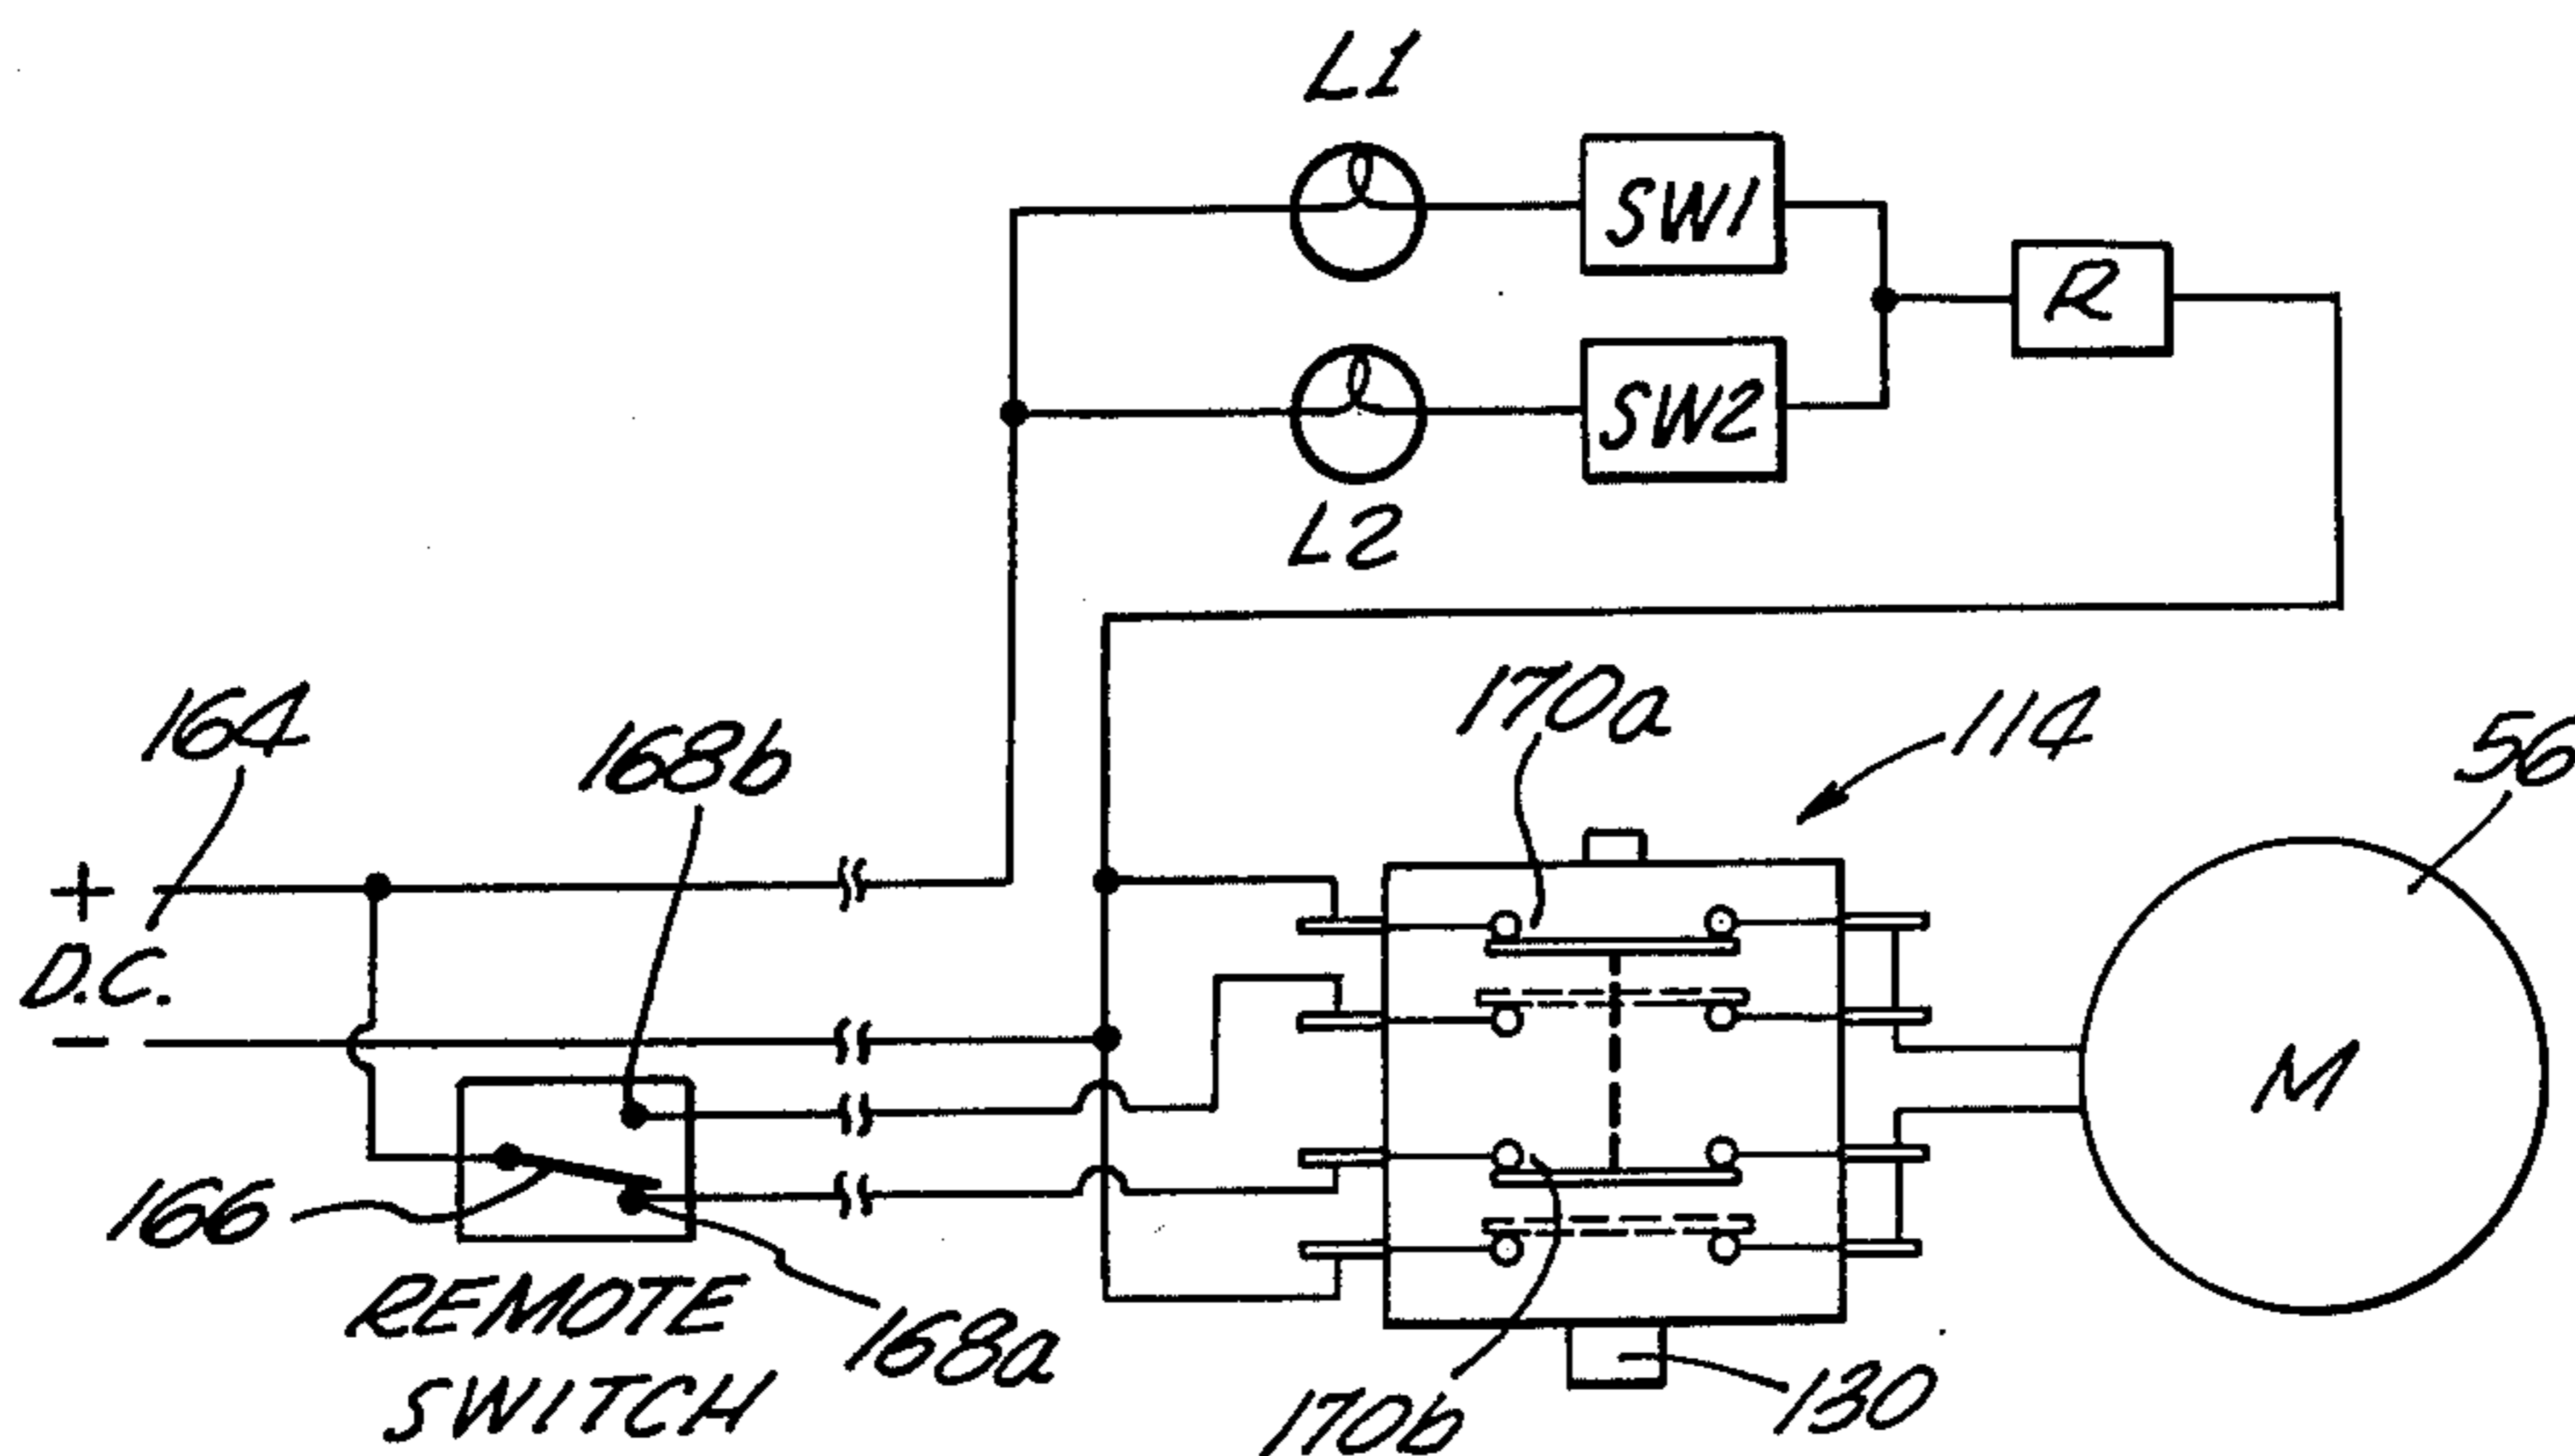 L1
SW1
R
SW2
L2
164
168b
170a
114
56
+
D.C.
-
M
166
REMOTE
SWITCH
168a
170b
130